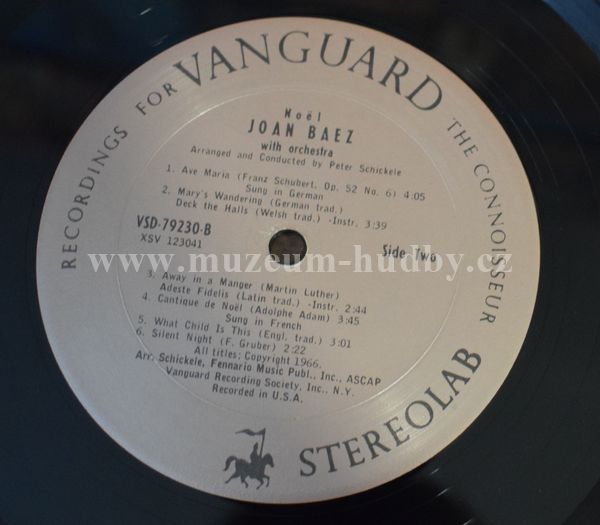 RECORDINGS FOR VANGUARD THE CONNOISSEUR
Noël
JOAN BAEZ
with orchestra
Arranged and Conducted by Peter Schickele
1. Ave Maria (Franz Schubert, Op. 52 No. 6) 4:05
Sung in German
2. Mary's Wandering (German trad.)
Deck the Halls (Welsh trad.) -Instr. 3:39
VSD-79230-B
XSV 123041
Side Two
www.muzeum-hudby.cz
3. Away in a Manger (Martin Luther)
Adeste Fidelis (Latin trad.) -Instr. 2:44
4. Cantique de Noël (Adolphe Adam) 3:45
Sung in French
5. What Child Is This (Engl. trad.) 3:01
6. Silent Night (F. Gruber) 2:22
All titles: Copyright 1966.
Arr. Schickele, Fennario Music Publ., Inc., ASCAP
Vanguard Recording Society, Inc., N.Y.
Recorded in U.S.A.
STEREOLAB